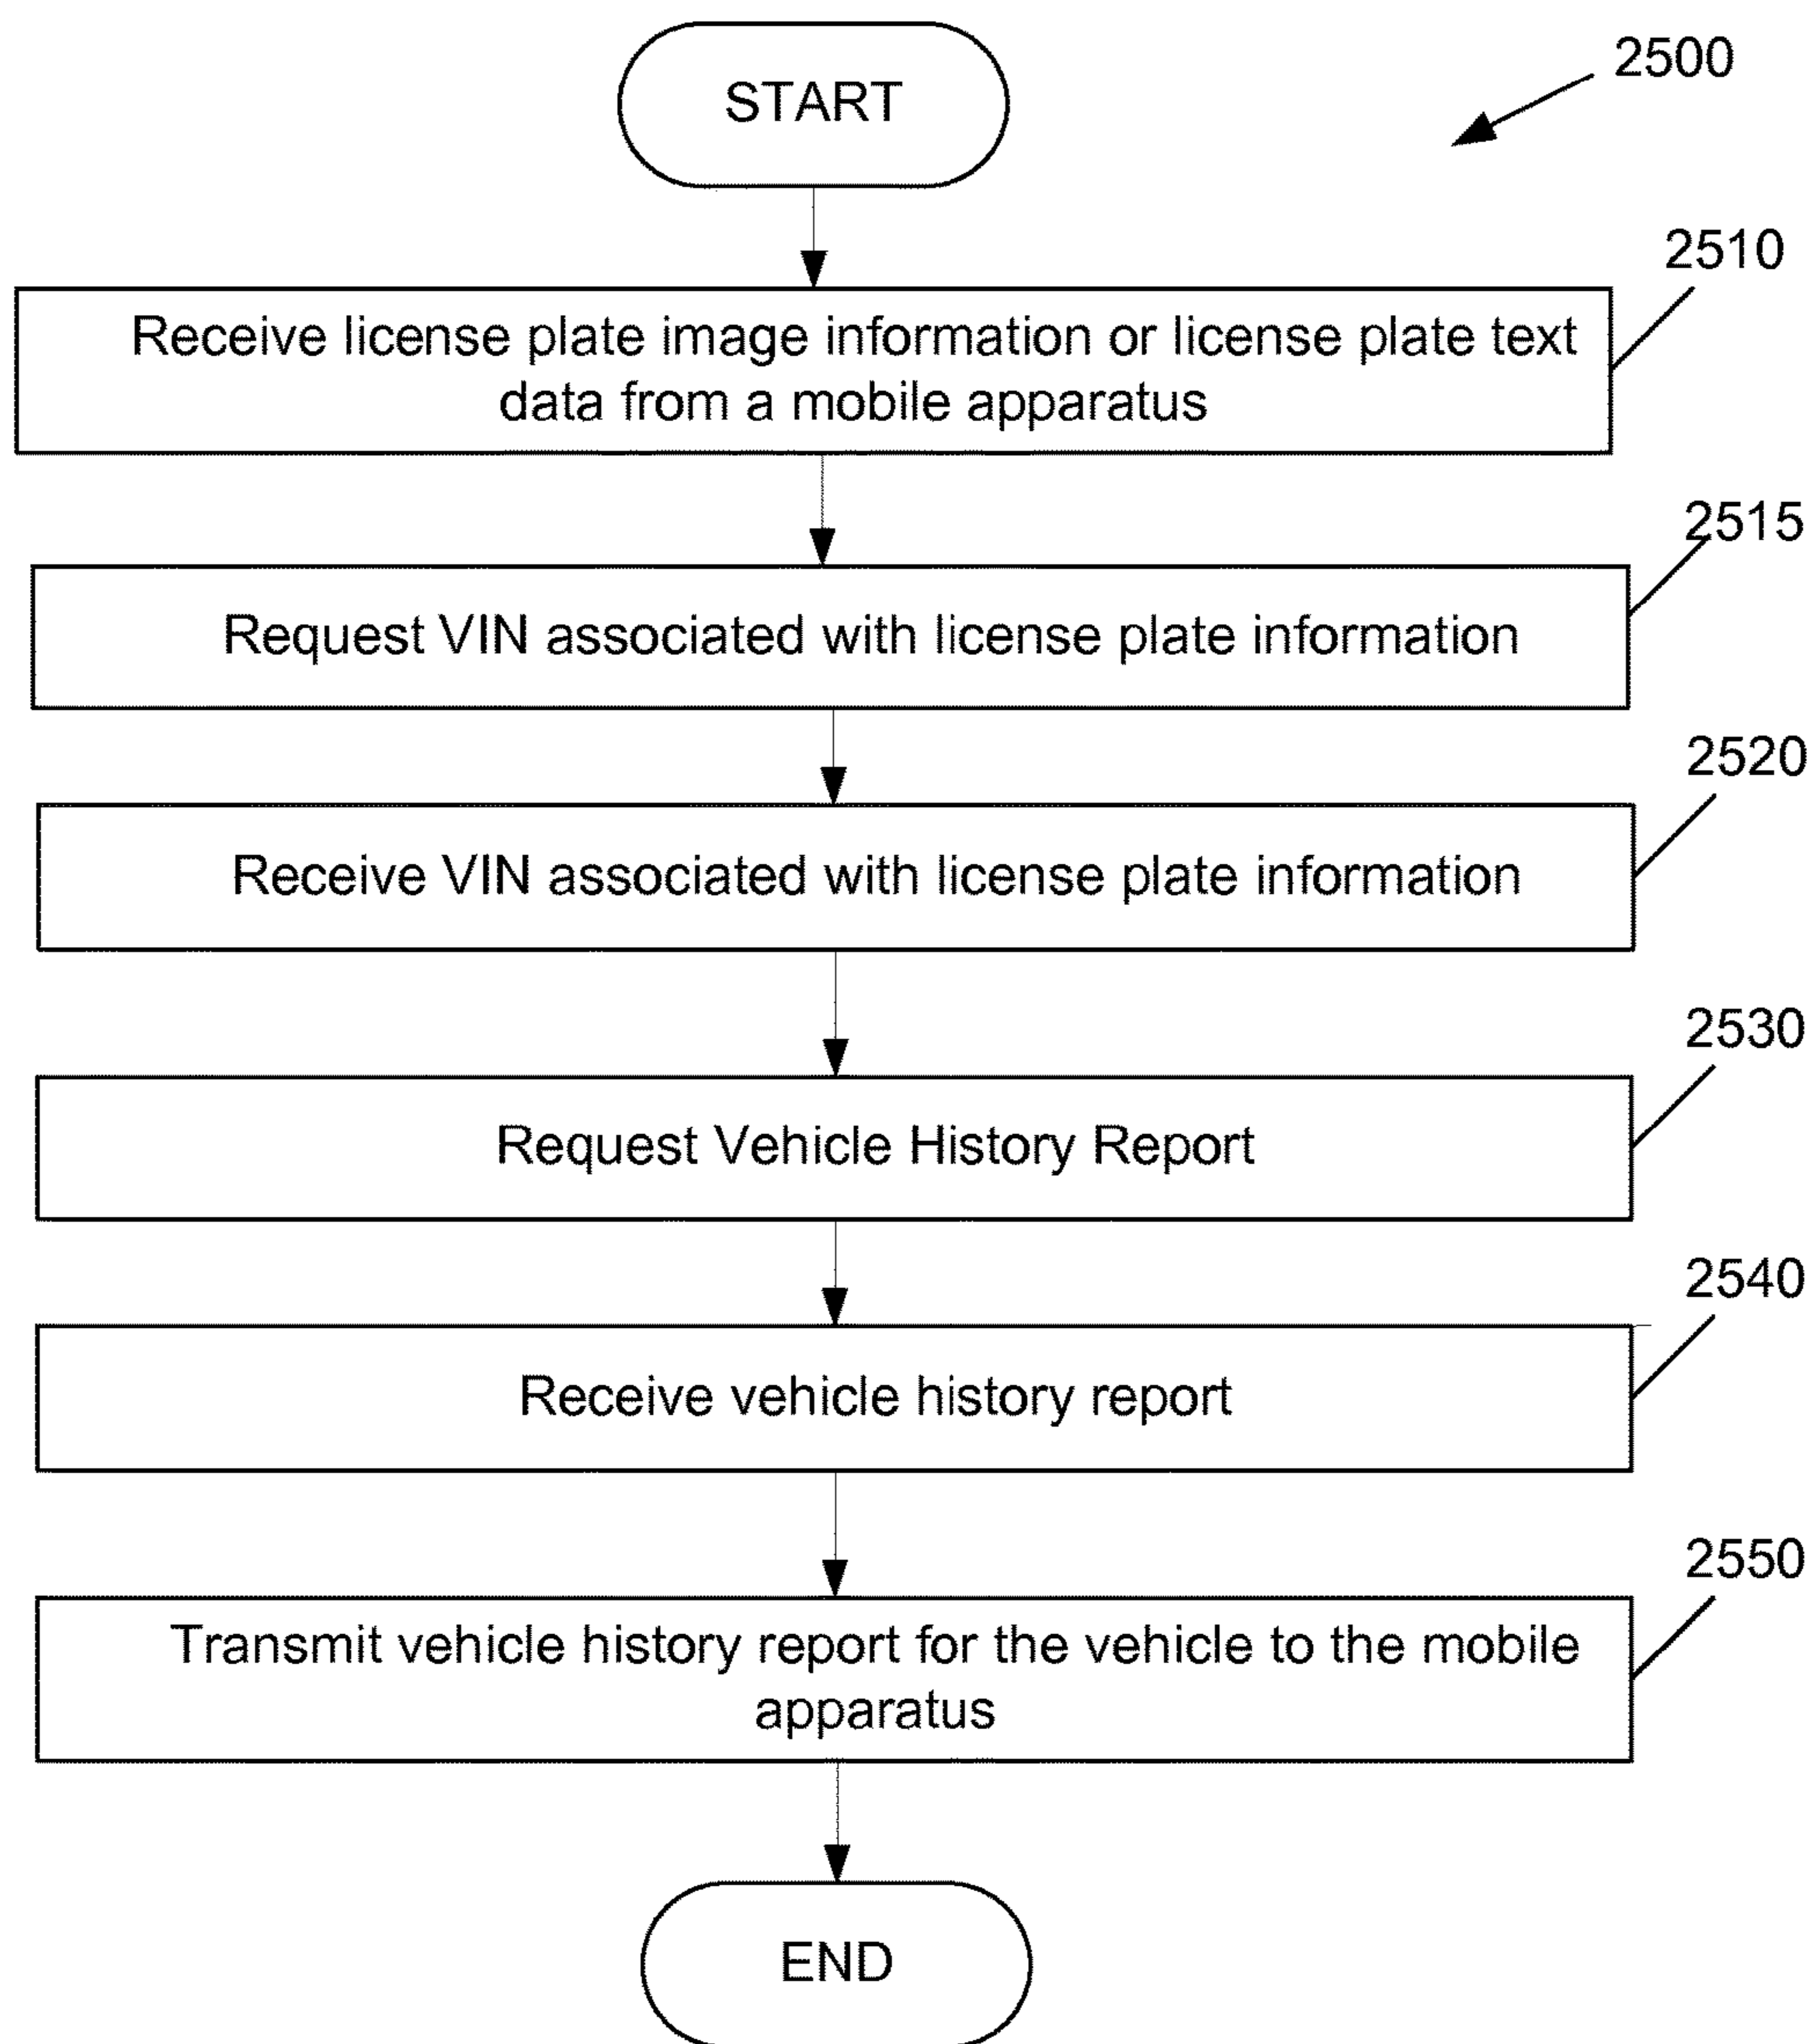 START
2500
2510
Receive license plate image information or license plate text
data from a mobile apparatus
2515
Request VIN associated with license plate information
2520
Receive VIN associated with license plate information
2530
Request Vehicle History Report
2540
Receive vehicle history report
2550
Transmit vehicle history report for the vehicle to the mobile
apparatus
END